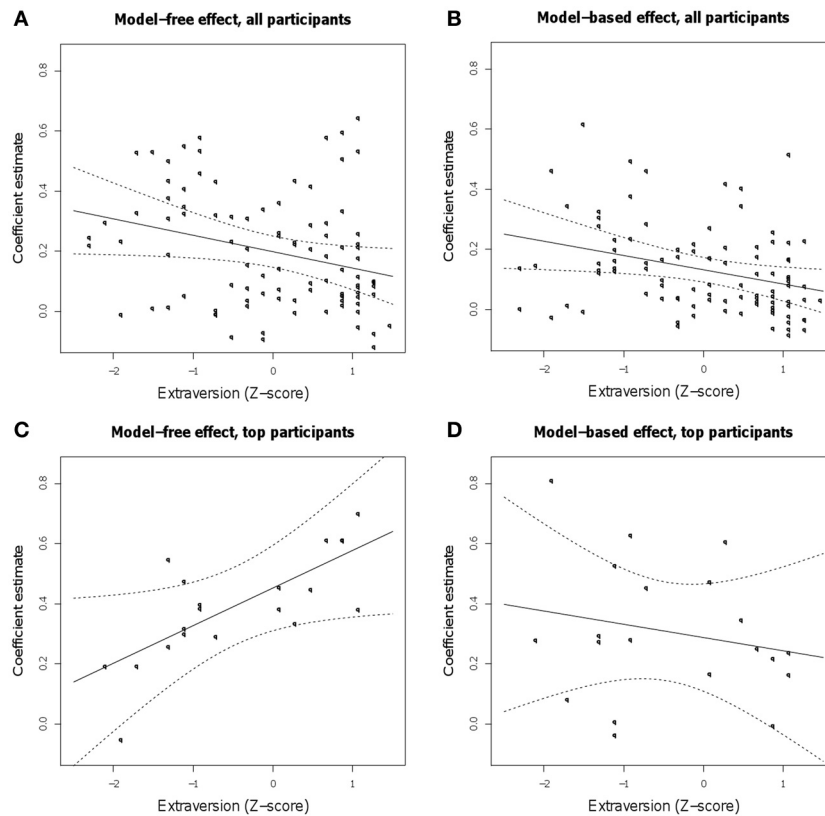 A
Model−free effect, all participants
Coefficient estimate
0.8
0.6
0.4
0.2
0.0
−2 −1 0 1
Extraversion (Z−score)
B
Model−based effect, all participants
Coefficient estimate
0.8
0.6
0.4
0.2
0.0
−2 −1 0 1
Extraversion (Z−score)
C
Model−free effect, top participants
Coefficient estimate
0.8
0.6
0.4
0.2
0.0
−2 −1 0 1
Extraversion (Z−score)
D
Model−based effect, top participants
Coefficient estimate
0.8
0.6
0.4
0.2
0.0
−2 −1 0 1
Extraversion (Z−score)